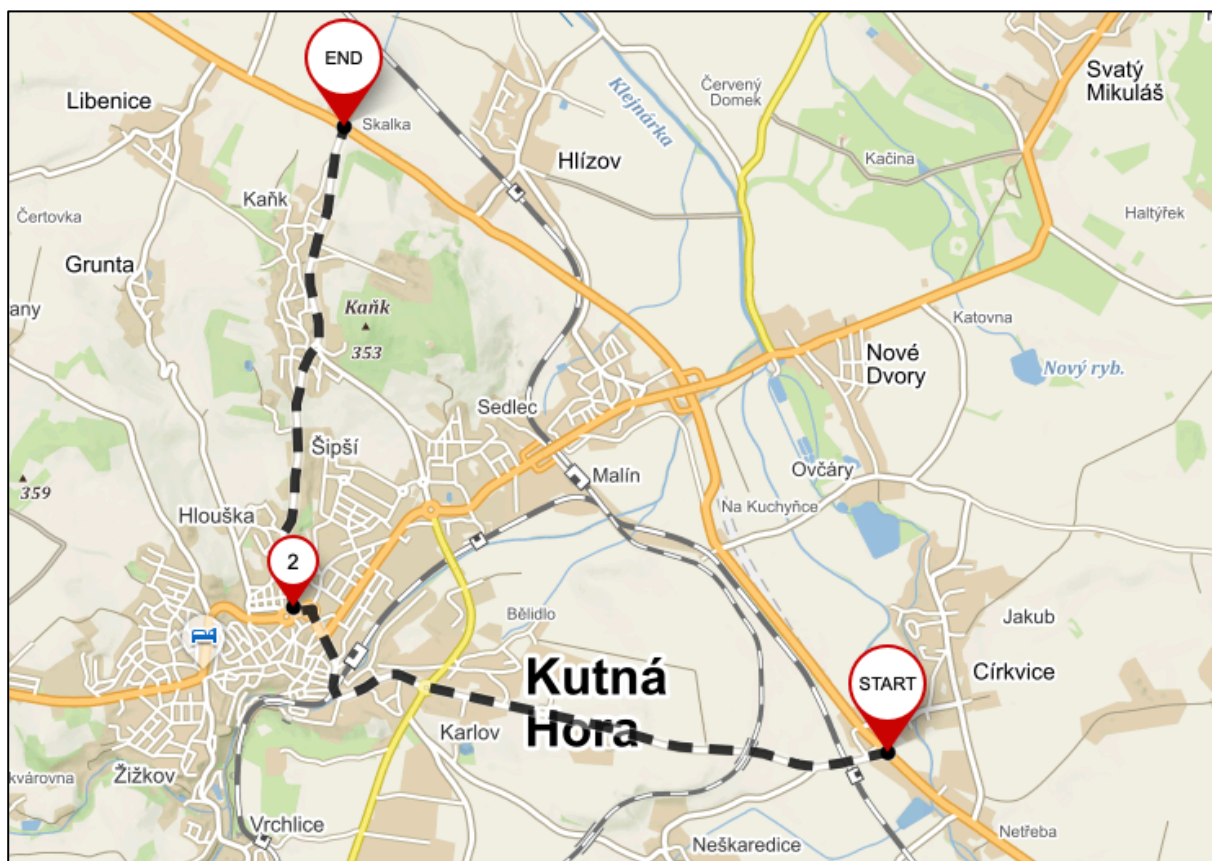 END
Skalka
Libenice
Klejnárka
Červený
Domek
Svatý
Mikuláš
Hlízov
Kačina
Kaňk
Čertovka
Haltýřek
Grunta
any
Kaňk
353
Katovna
Nové
Dvory
Nový ryb.
Sedlec
Šipší
359
Malín
Ovčáry
Na Kuchyňce
Hlouška
2
Bělidlo
Jakub
Kutná
Hora
START
Církvice
Karlov
kvárovna
Žižkov
Vrchlice
Neškaredice
Netřeba